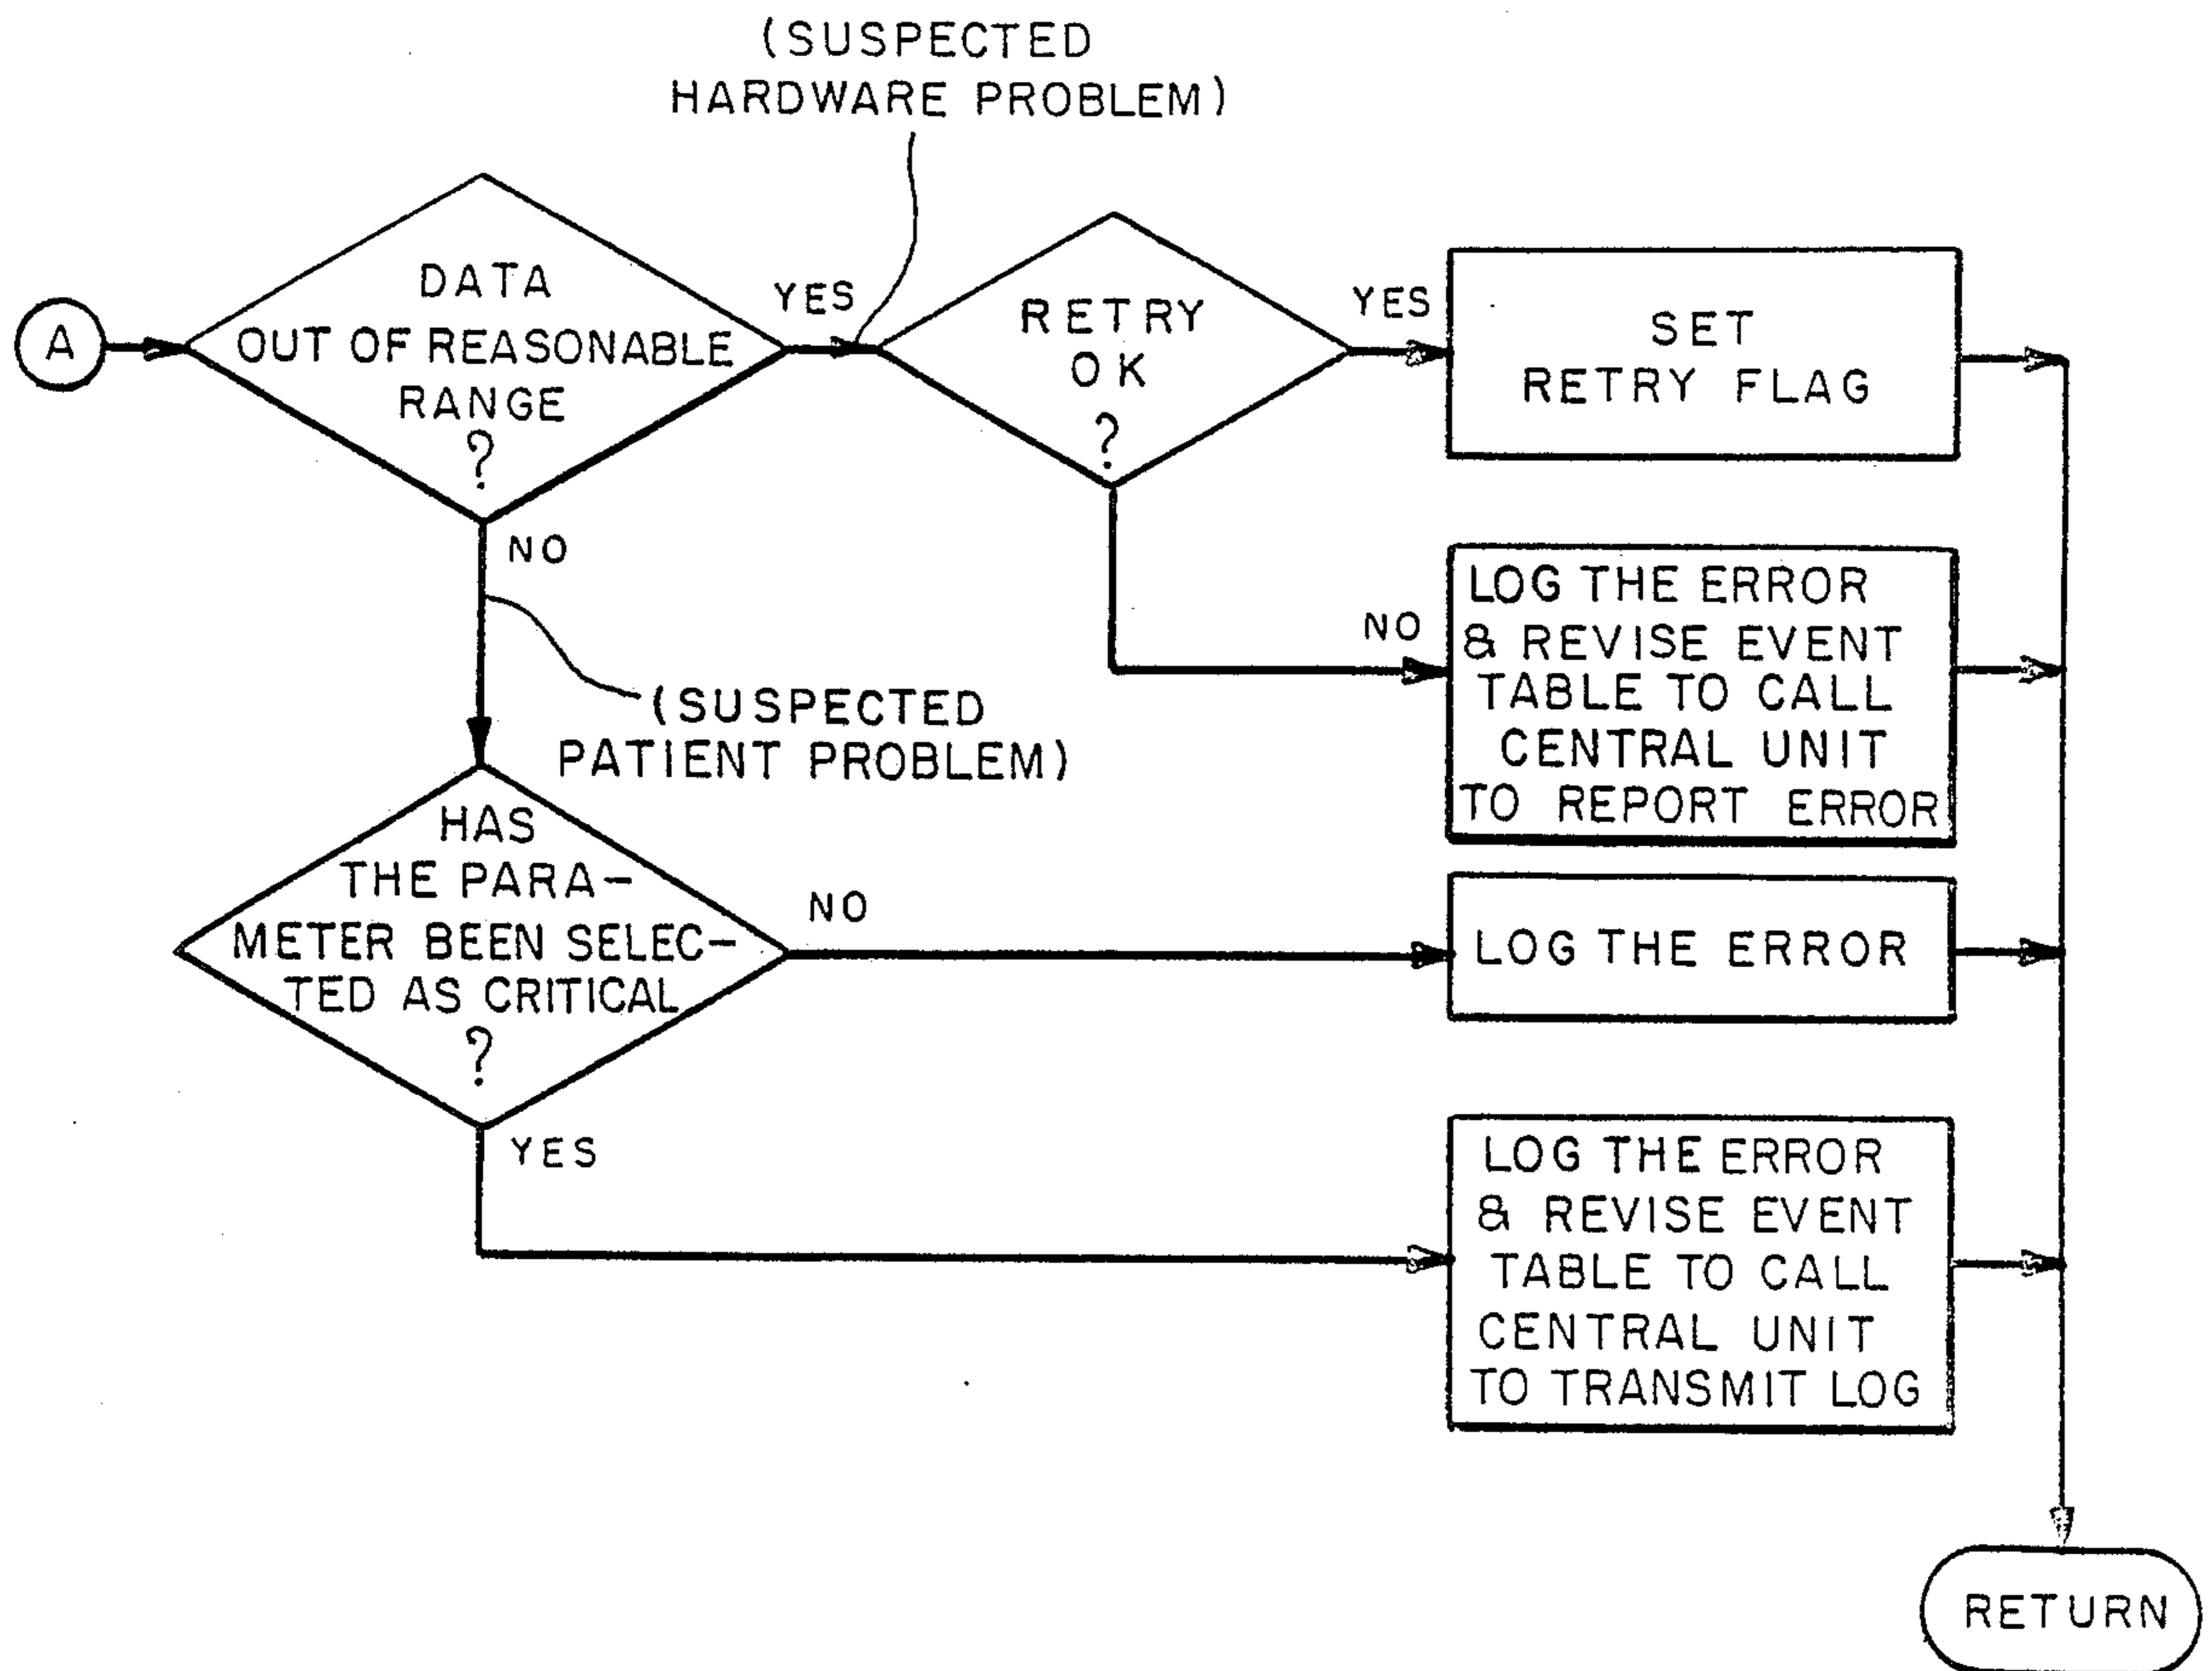 (SUSPECTED
HARDWARE PROBLEM)
A
DATA
OUT OF REASONABLE
RANGE
?
YES
RETRY
OK
?
YES
SET
RETRY FLAG
NO
(SUSPECTED
PATIENT PROBLEM)
NO
LOG THE ERROR
& REVISE EVENT
TABLE TO CALL
CENTRAL UNIT
TO REPORT ERROR
HAS
THE PARA-
METER BEEN SELEC-
TED AS CRITICAL
?
NO
LOG THE ERROR
YES
LOG THE ERROR
& REVISE EVENT
TABLE TO CALL
CENTRAL UNIT
TO TRANSMIT LOG
RETURN